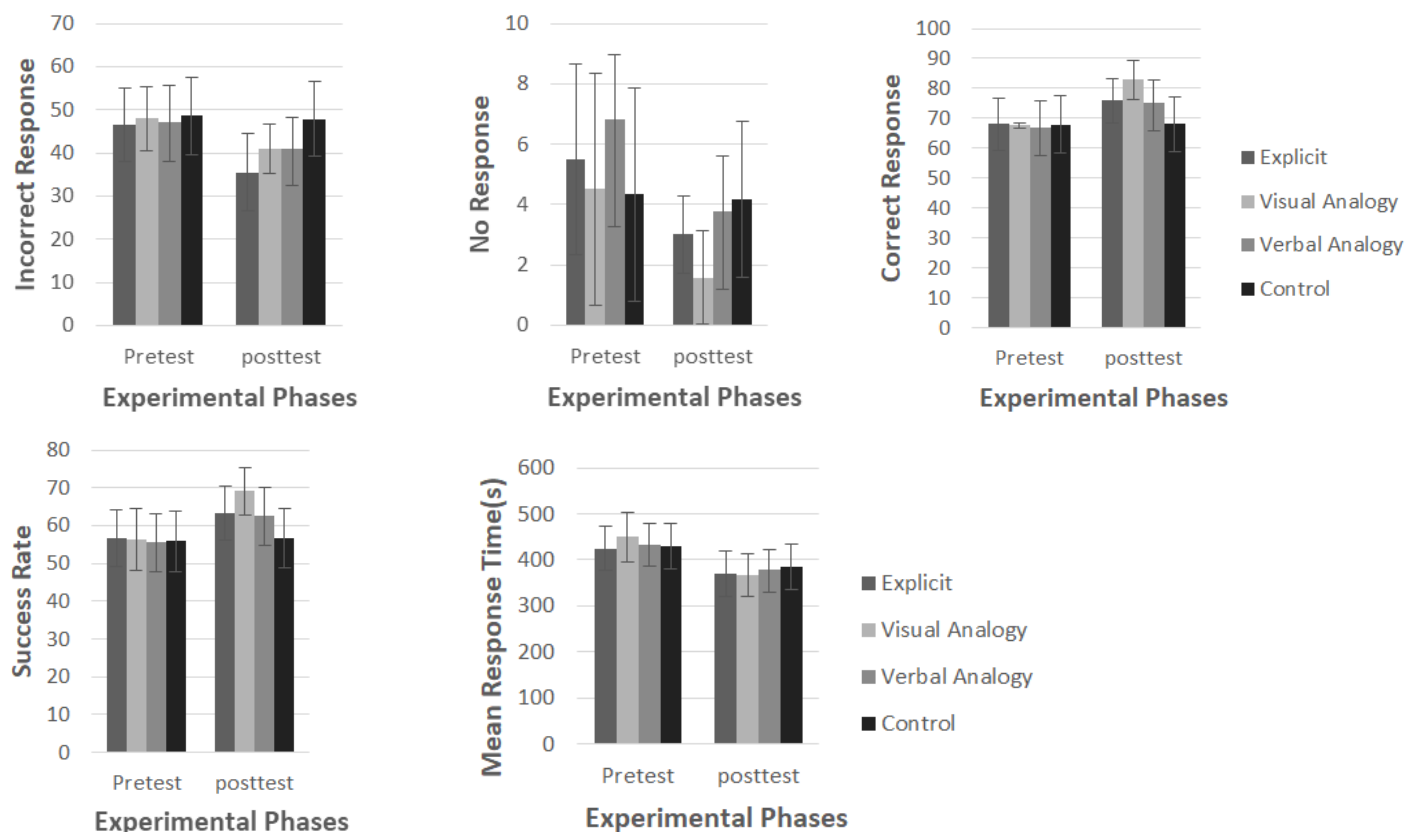 Incorrect Response
70
60
50
40
30
20
10
0
Pretest posttest
Experimental Phases
No Response
10
8
6
4
2
0
Pretest posttest
Experimental Phases
Correct Response
100
90
80
70
60
50
40
30
20
10
0
Pretest posttest
Experimental Phases
Explicit
Visual Analogy
Verbal Analogy
Control
Success Rate
80
70
60
50
40
30
20
10
0
Pretest posttest
Experimental Phases
Mean Response Time(s)
600
500
400
300
200
100
0
Pretest posttest
Experimental Phases
Explicit
Visual Analogy
Verbal Analogy
Control